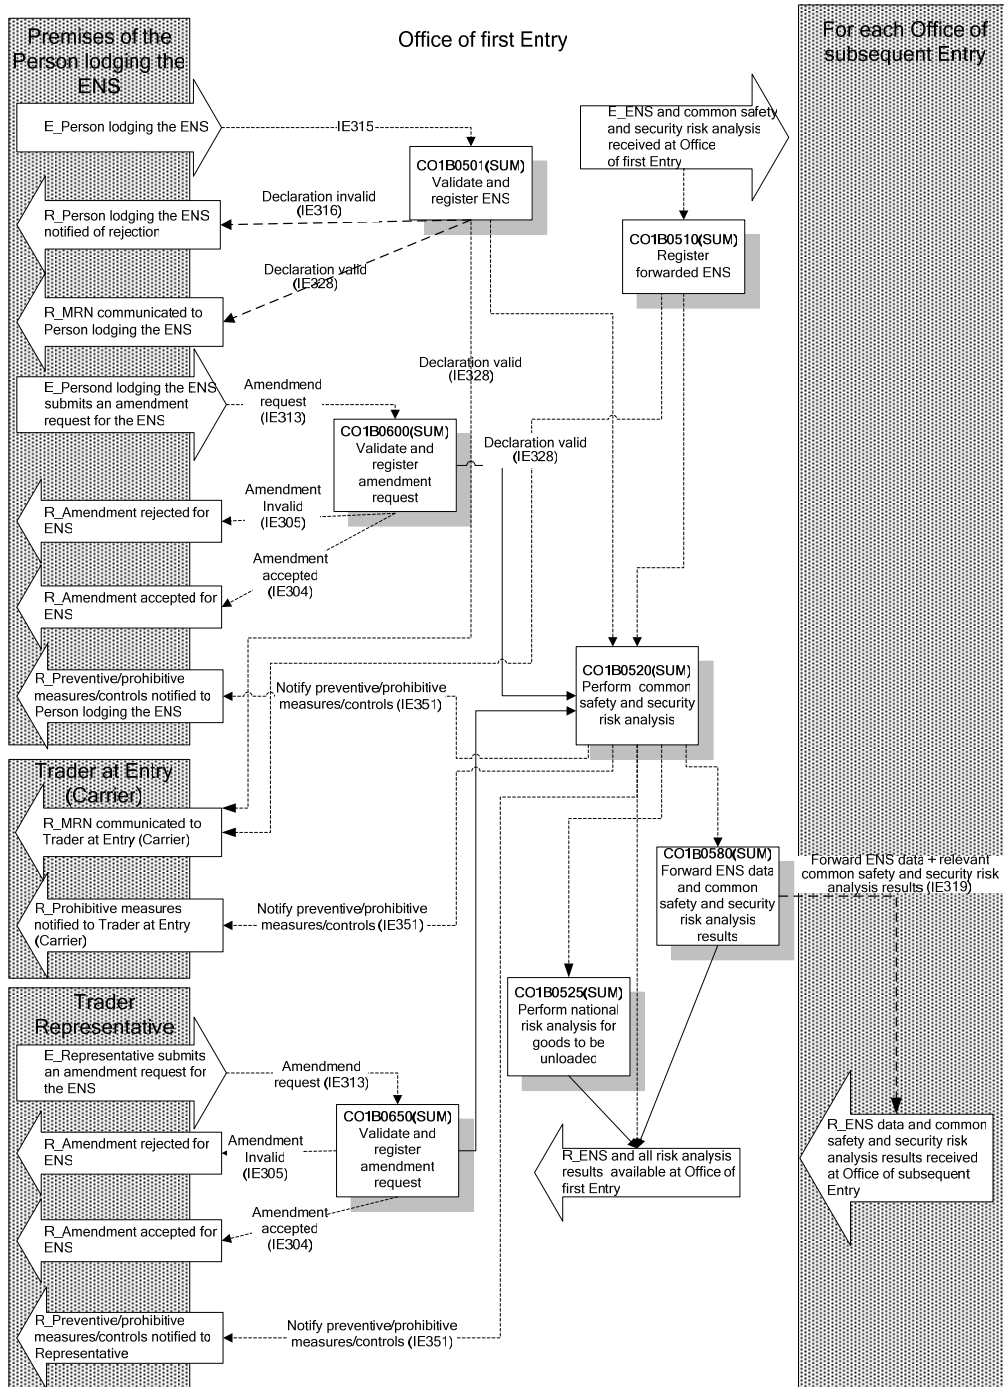 Premises of the
Person lodging the
ENS
Office of first Entry
For each Office of
subsequent Entry
E_Person lodging the ENS
IE315
E_ENS and common safety
and security risk analysis
received at Office
of first Entry
CO1B0501(SUM)
Validate and
register ENS
Declaration invalid
(IE316)
R_Person lodging the ENS
notified of rejection
CO1B0510(SUM)
Register
forwarded ENS
Declaration valid
(IE328)
R_MRN communicated to
Person lodging the ENS
Declaration valid
(IE328)
E_Persond lodging the ENS
submits an amendment
request for the ENS
Amendmend
request
(IE313)
CO1B0600(SUM)
Validate and
register
amendment
request
Declaration valid
(IE328)
Amendment
Invalid
(IE305)
R_Amendment rejected for
ENS
Amendment
accepted
(IE304)
R_Amendment accepted for
ENS
CO1B0520(SUM)
Perform common
safety and security
risk analysis
R_Preventive/prohibitive
measures/controls notified to
Person lodging the ENS
Notify preventive/prohibitive
measures/controls (IE351)
Trader at Entry
(Carrier)
R_MRN communicated to
Trader at Entry (Carrier)
CO1B0580(SUM)
Forward ENS data
and common
safety and security
risk analysis
results
Forward ENS data + relevant
common safety and security risk
analysis results (IE319)
R_Prohibitive measures
notified to Trader at Entry
(Carrier)
Notify preventive/prohibitive
measures/controls (IE351)
CO1B0525(SUM)
Perform national
risk analysis for
goods to be
unloaded
Trader
Representative
E_Representative submits
an amendment request for
the ENS
Amendmend
request (IE313)
CO1B0650(SUM)
Validate and
register
amendment
request
R_Amendment rejected for
ENS
Amendment
Invalid
(IE305)
R_ENS and all risk analysis
results available at Office of
first Entry
R_ENS data and common
safety and security risk
analysis results received
at Office of subsequent
Entry
Amendment
accepted
(IE304)
R_Amendment accepted for
ENS
R_Preventive/prohibitive
measures/controls notified to
Representative
Notify preventive/prohibitive
measures/controls (IE351)